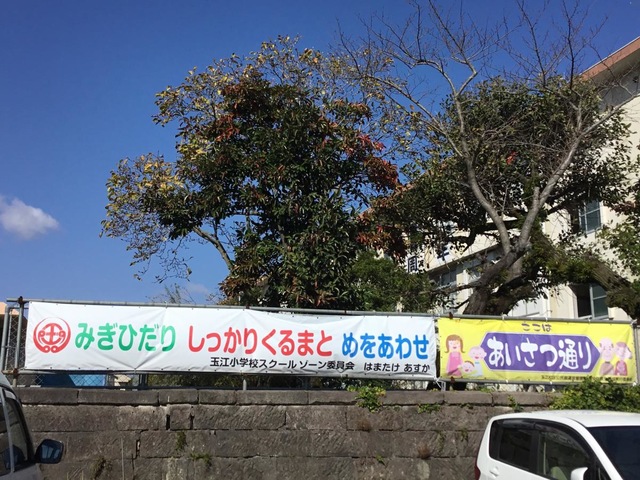 みぎひだり しっかりくるまと めをあわせ
玉江小学校スクールゾーン委員会 はまたけ あすか
ここは
あいさつ通り